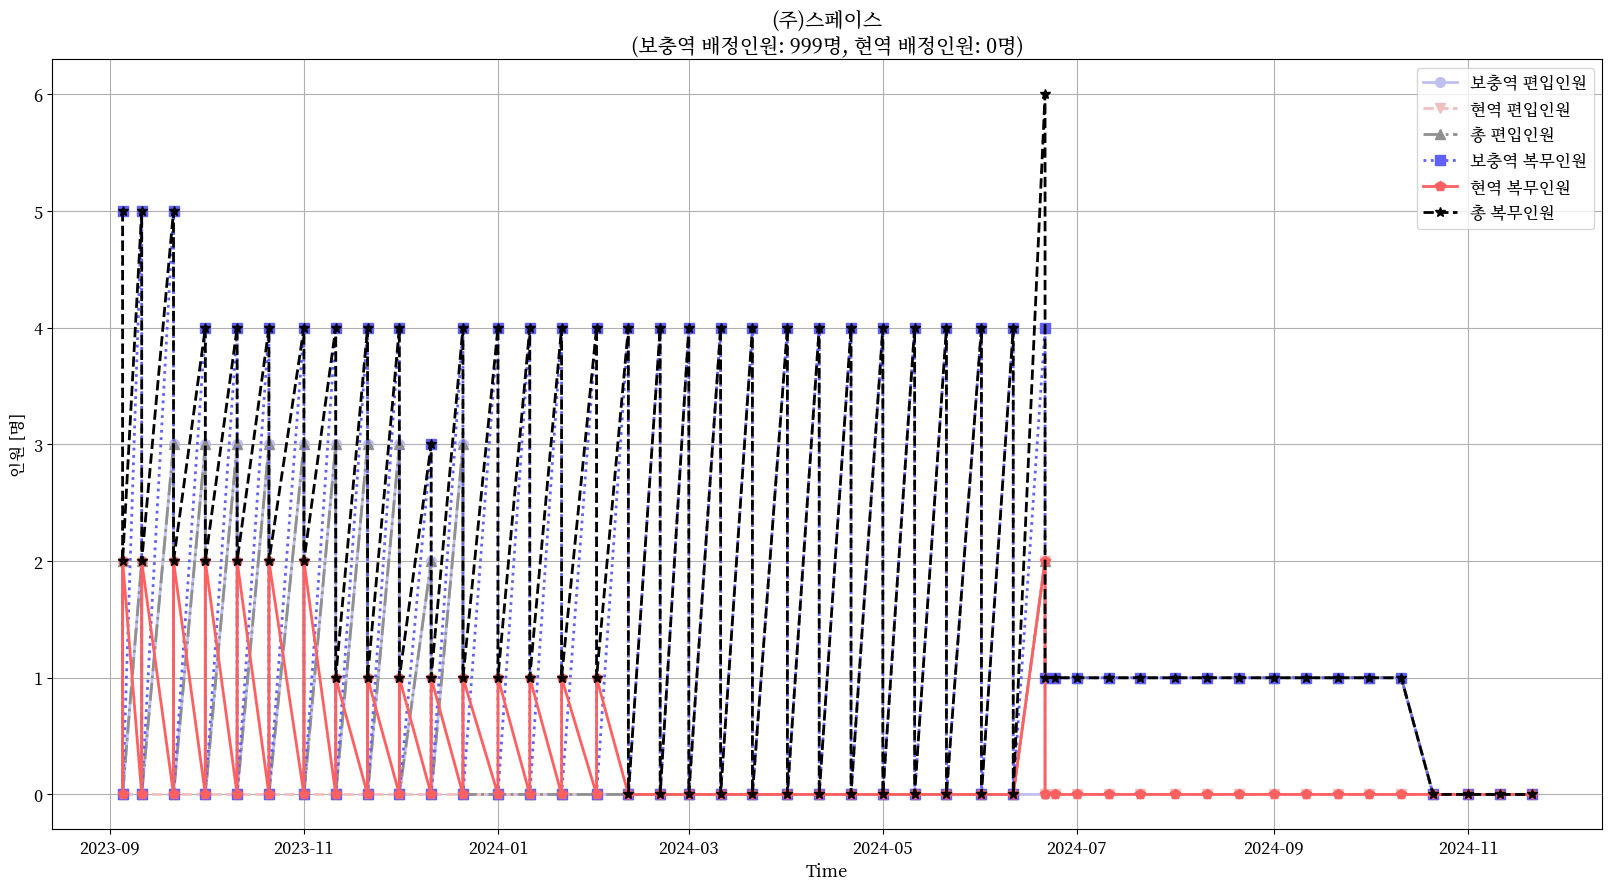 (주)스페이스
(보충역 배정인원: 999명, 현역 배정인원: 0명)
보충역 편입인원
현역 편입인원
총 편입인원
보충역 복무인원
현역 복무인원
총 복무인원
인원 [명]
6
5
4
3
2
1
0
2023-09
2023-11
2024-01
2024-03
2024-05
2024-07
2024-09
2024-11
Time